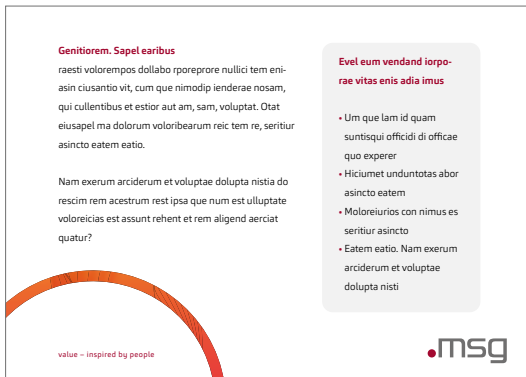 Genitiorem. Sapel earibus
raesti volorempos dollabo rporeprore nullici tem eni-
asin ciusantio vit, cum que nimodip ienderae nosam,
qui cullentibus et estior aut am, sam, voluptat. Otat
eiusapel ma dolorum voloribearum reic tem re, seritiur
asincto eatem eatio.
Nam exerum arciderum et voluptae dolupta nistia do
rescim rem acestrum rest ipsa que num est ulluptate
voloreicias est assunt rehent et rem aligend aerciat
quatur?
Evel eum vendand iorpo-
rae vitas enis adia imus
• Um que lam id quam
suntisqui officidi di officae
quo experer
• Hiciumet unduntotas abor
asincto eatem
• Moloreiurios con nimus es
seritiur asincto
• Eatem eatio. Nam exerum
arciderum et voluptae
dolupta nisti
value – inspired by people
.msg